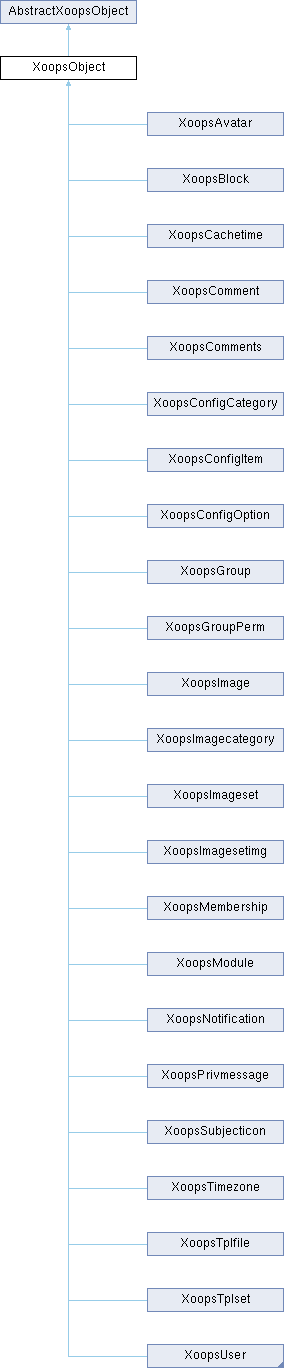 AbstractXoopsObject
XoopsObject
XoopsAvatar
XoopsBlock
XoopsCachetime
XoopsComment
XoopsComments
XoopsConfigCategory
XoopsConfigItem
XoopsConfigOption
XoopsGroup
XoopsGroupPerm
XoopsImage
XoopsImagecategory
XoopsImageset
XoopsImagesetimg
XoopsMembership
XoopsModule
XoopsNotification
XoopsPrivmessage
XoopsSubjecticon
XoopsTimezone
XoopsTplfile
XoopsTplset
XoopsUser